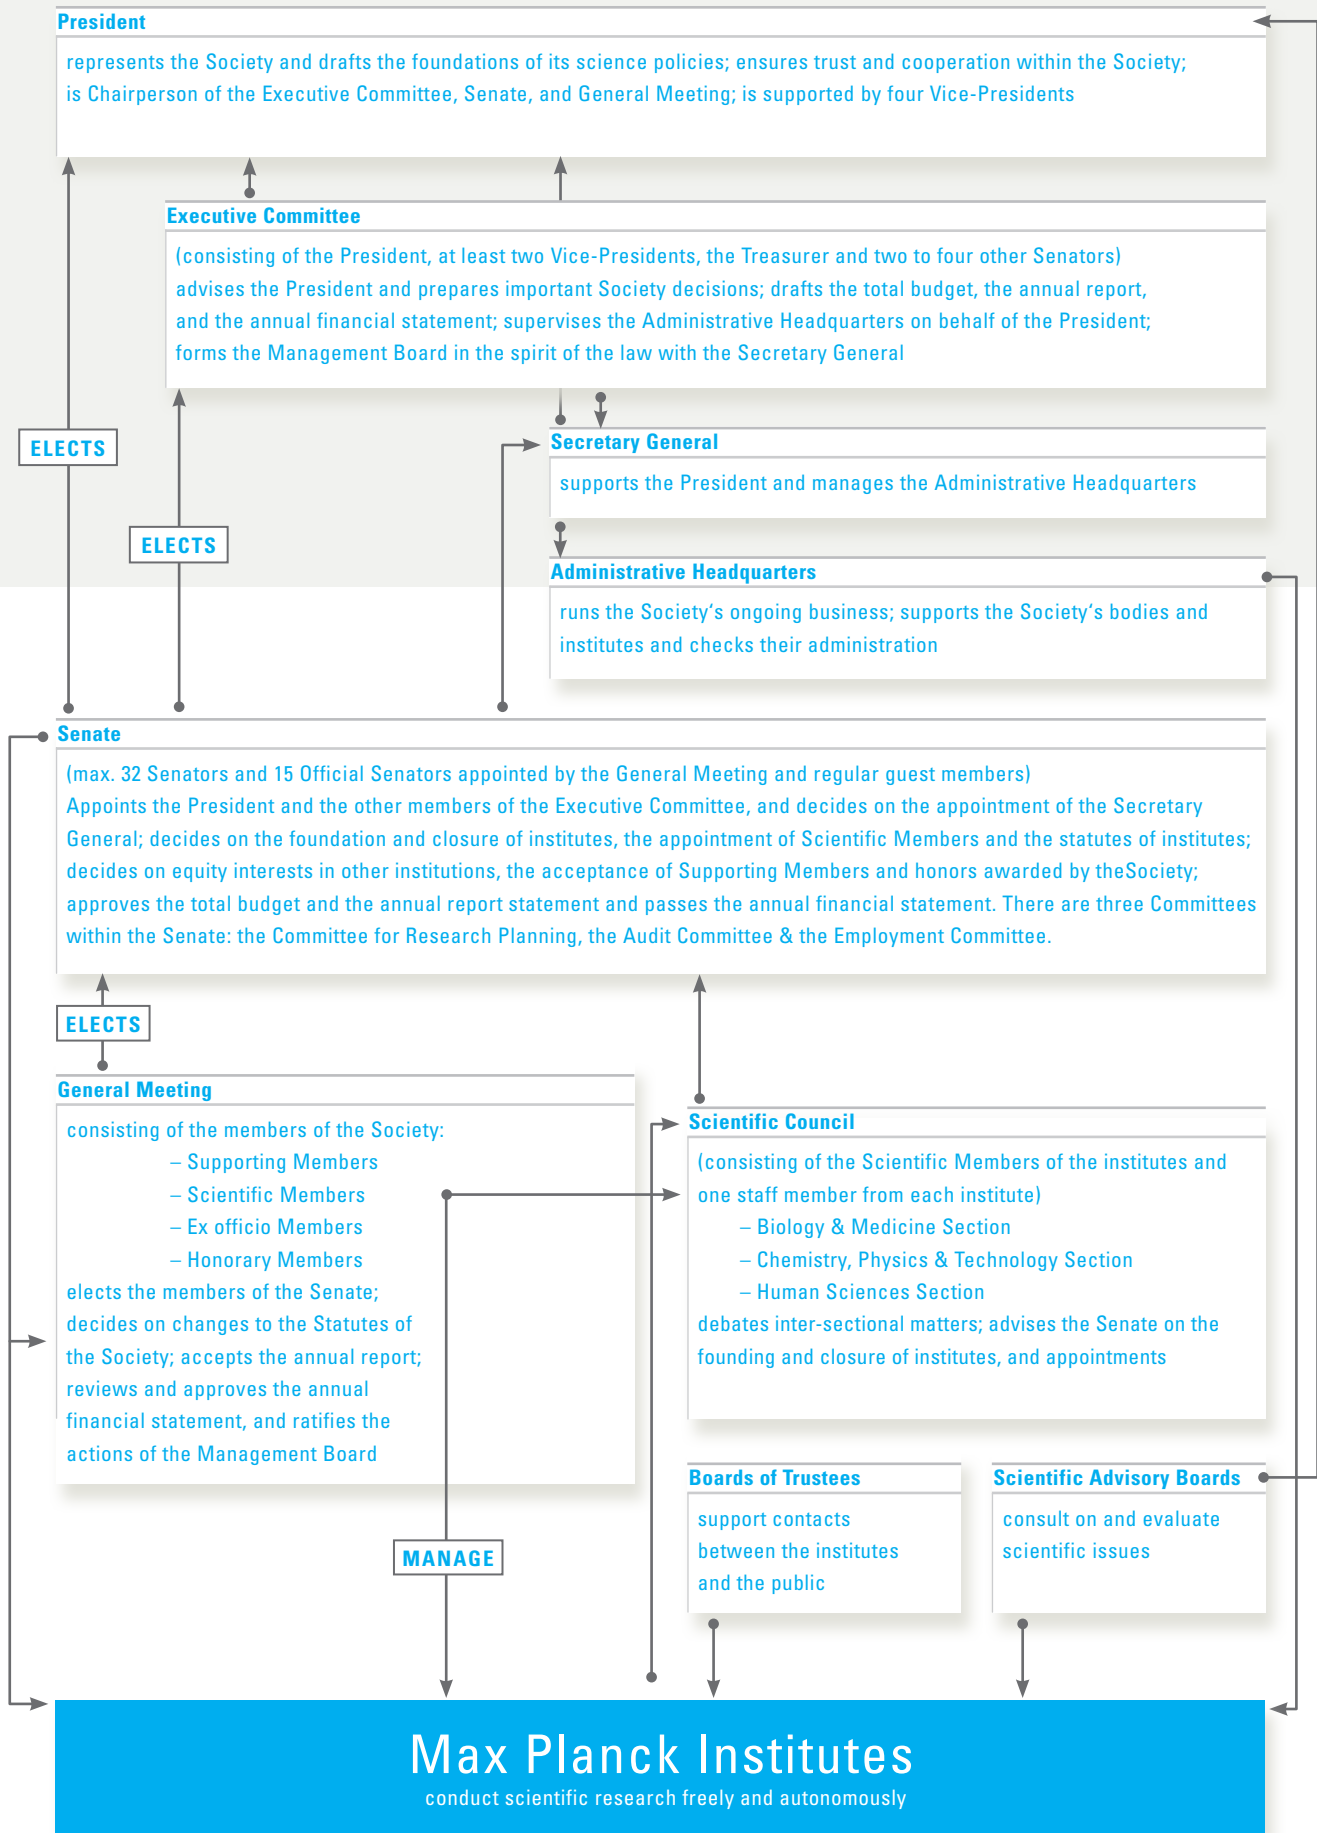 President
represents the Society and drafts the foundations of its science policies; ensures trust and cooperation within the Society;
is Chairperson of the Executive Committee, Senate, and General Meeting; is supported by four Vice-Presidents
Executive Committee
(consisting of the President, at least two Vice-Presidents, the Treasurer and two to four other Senators)
advises the President and prepares important Society decisions; drafts the total budget, the annual report,
and the annual financial statement; supervises the Administrative Headquarters on behalf of the President;
forms the Management Board in the spirit of the law with the Secretary General
ELECTS
Secretary General
supports the President and manages the Administrative Headquarters
ELECTS
Administrative Headquarters
runs the Society‘s ongoing business; supports the Society‘s bodies and
institutes and checks their administration
Senate
(max. 32 Senators and 15 Official Senators appointed by the General Meeting and regular guest members)
Appoints the President and the other members of the Executive Committee, and decides on the appointment of the Secretary
General; decides on the foundation and closure of institutes, the appointment of Scientific Members and the statutes of institutes;
decides on equity interests in other institutions, the acceptance of Supporting Members and honors awarded by theSociety;
approves the total budget and the annual report statement and passes the annual financial statement. There are three Committees
within the Senate: the Committee for Research Planning, the Audit Committee & the Employment Committee.
ELECTS
General Meeting
consisting of the members of the Society:
– Supporting Members
– Scientific Members
– Ex officio Members
– Honorary Members
elects the members of the Senate;
decides on changes to the Statutes of
the Society; accepts the annual report;
reviews and approves the annual
financial statement, and ratifies the
actions of the Management Board
Scientific Council
(consisting of the Scientific Members of the institutes and
one staff member from each institute)
– Biology & Medicine Section
– Chemistry, Physics & Technology Section
– Human Sciences Section
debates inter-sectional matters; advises the Senate on the
founding and closure of institutes, and appointments
Boards of Trustees
support contacts
between the institutes
and the public
Scientific Advisory Boards
consult on and evaluate
scientific issues
MANAGE
Max Planck Institutes
conduct scientific research freely and autonomously